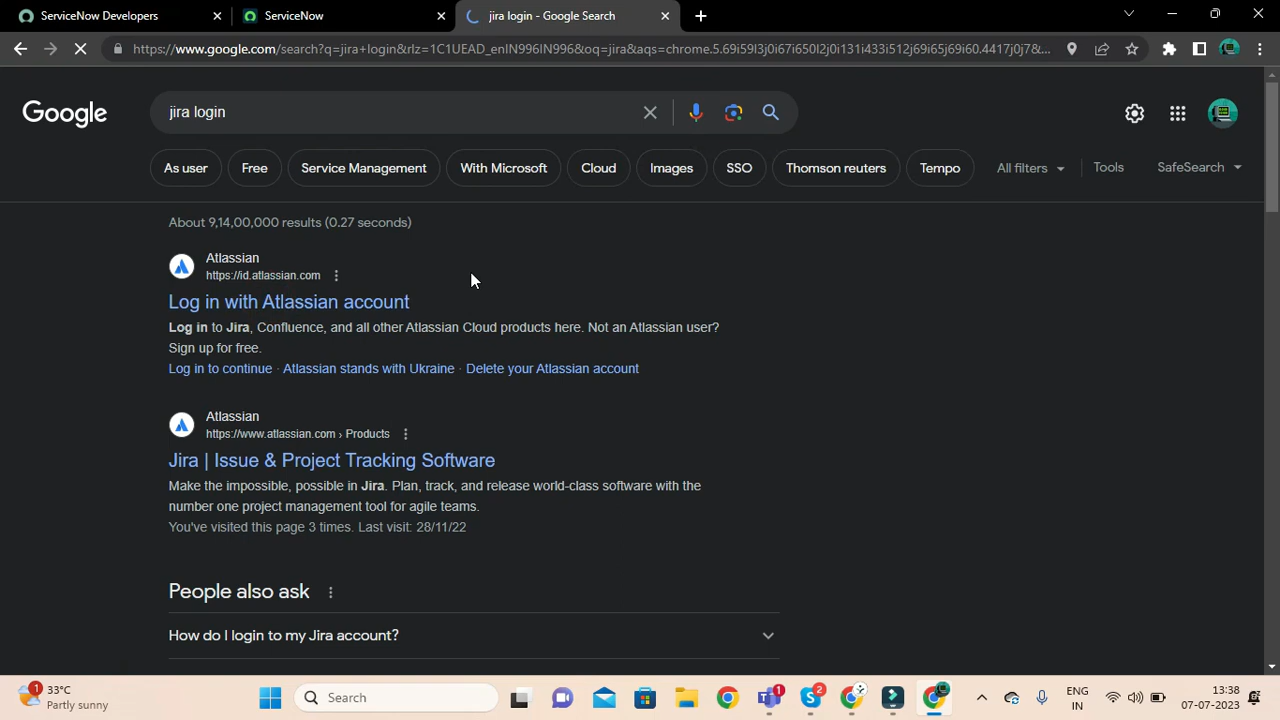 ServiceNow Developers
ServiceNow
jira login - Google Search
https://www.google.com/search?q=jira+login&rlz=1C1UEAD_enIN996IN996&oq=jira&aqs=chrome.5.69i59l3j0i67i650l2j0i131i433i512j69i65j69i60.4417j0j7&...
Google
jira login
As user
Free
Service Management
With Microsoft
Cloud
Images
SSO
Thomson reuters
Tempo
All filters
Tools
SafeSearch
About 9,14,00,000 results (0.27 seconds)
Atlassian
https://id.atlassian.com
Log in with Atlassian account
Log in to Jira, Confluence, and all other Atlassian Cloud products here. Not an Atlassian user?
Sign up for free.
Log in to continue · Atlassian stands with Ukraine · Delete your Atlassian account
Atlassian
https://www.atlassian.com › Products
Jira | Issue & Project Tracking Software
Make the impossible, possible in Jira. Plan, track, and release world-class software with the
number one project management tool for agile teams.
You've visited this page 3 times. Last visit: 28/11/22
People also ask
How do I login to my Jira account?
1
33°C
Partly sunny
Search
1
2
ENG
IN
13:38
07-07-2023